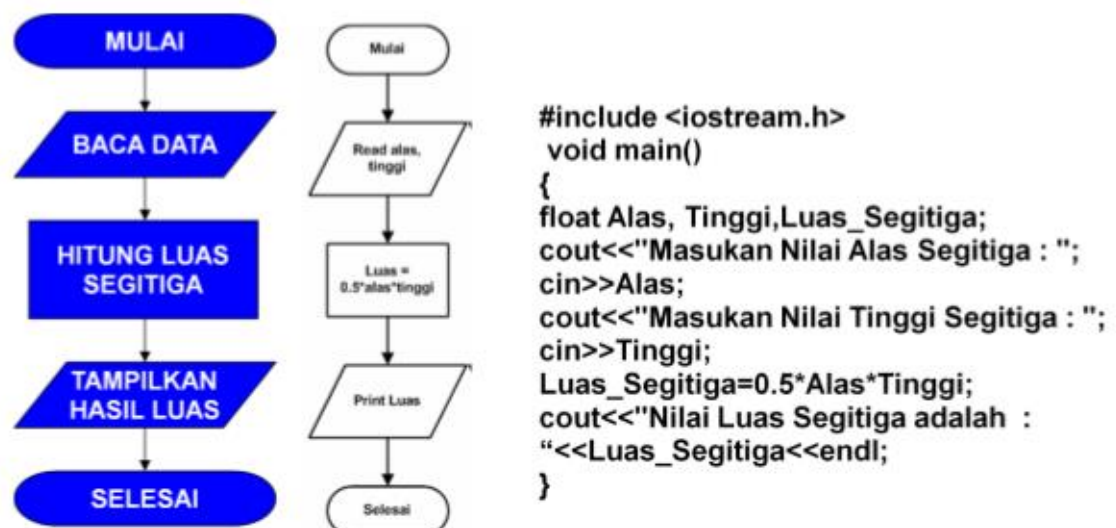 MULAI
BACA DATA
HITUNG LUAS
SEGITIGA
TAMPILKAN
HASIL LUAS
SELESAI
Mulai
Read alas,
tinggi
Luas =
0.5*alas*tinggi
Print Luas
Selesai
#include <iostream.h>
void main()
{
float Alas, Tinggi,Luas_Segitiga;
cout<<"Masukan Nilai Alas Segitiga : ";
cin>>Alas;
cout<<"Masukan Nilai Tinggi Segitiga : ";
cin>>Tinggi;
Luas_Segitiga=0.5*Alas*Tinggi;
cout<<"Nilai Luas Segitiga adalah  :
“<<Luas_Segitiga<<endl;
}